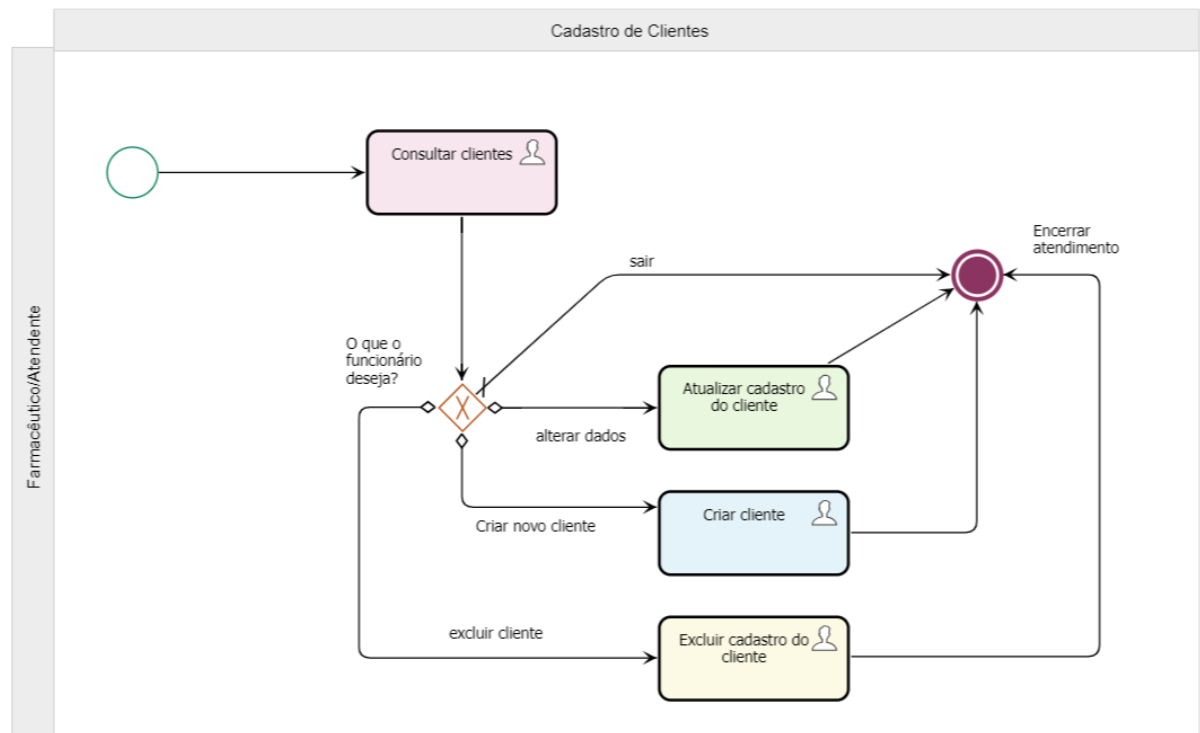 Cadastro de Clientes
Farmacêutico/Atendente
Consultar clientes
Encerrar
atendimento
sair
O que o
funcionário
deseja?
Atualizar cadastro
do cliente
alterar dados
Criar cliente
Criar novo cliente
excluir cliente
Excluir cadastro do
cliente